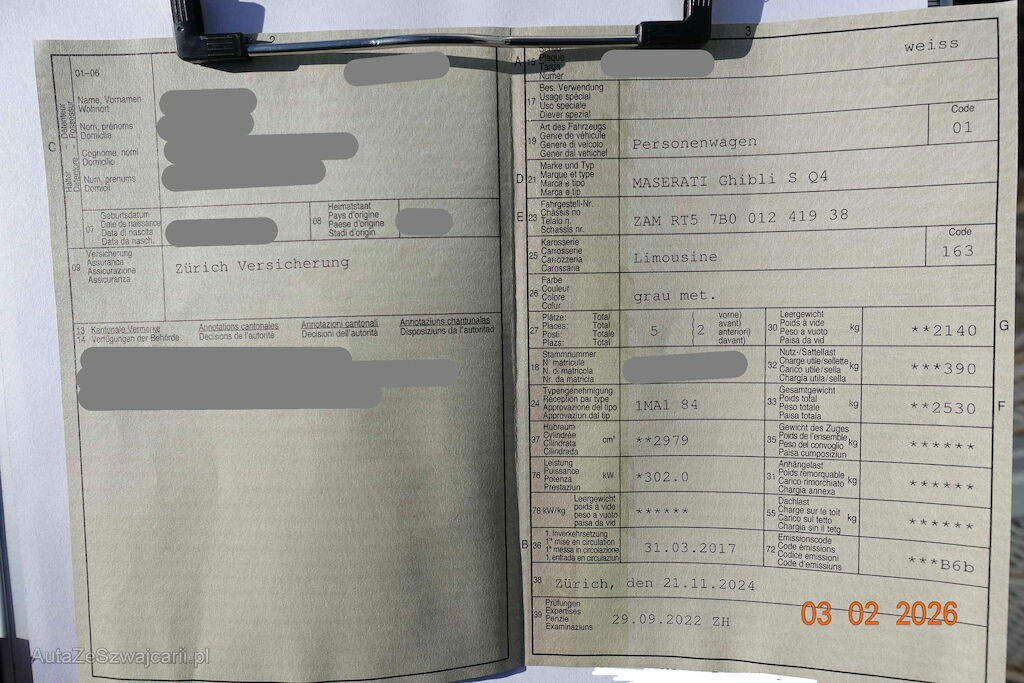 2
01–06
Name, Vornamen
Wohnort
Nom, prénoms
Domicile
Cognome, nomi
Domicilio
Num, prenums
Domicil
C
07
Geburtsdatum
Date de naissance
Data di nascita
Data da nasch.
08
Heimatstaat
Pays d'origine
Paese d'origine
Stadi d'origin
09
Versicherung
Assurance
Assicurazione
Assicuranza
Zürich Versicherung
13 Kantonale Vermerke
14 Verfügungen der Behörde
Annotations cantonales
Décisions de l'autorité
Annotazioni cantonali
Decisioni dell'autorità
Annotaziuns chantunalas
Disposiziuns da l'autoritad
3
A 15
Plaque
Targa
Numer
weiss
17
Bes. Verwendung
Usage spécial
Uso speciale
Diever spezial
19
Art des Fahrzeugs
Genre de véhicule
Genere di veicolo
Gener dal vehichel
Personenwagen
Code
01
D 21
Marke und Typ
Marque et type
Marca e tipo
Marca e tip
MASERATI Ghibli S Q4
E 23
Fahrgestell-Nr.
Châssis no
Telaio n.
Schassis nr.
ZAM RT5 7B0 012 419 38
25
Karosserie
Carrosserie
Carrozzeria
Carossaria
Limousine
Code
163
26
Farbe
Couleur
Colore
Colur
grau met.
27
Plätze: Total
Places: Total
Posti: Totale
Plazs: Total
5
2
vorne)
avant)
anteriori)
davant)
30
Leergewicht
Poids à vide
Peso a vuoto
Paisa da vid
kg
**2140
G
18
Stammnummer
N° matricule
N. di matricola
Nr. da matricla
32
Nutz-/Sattellast
Charge utile/sellette
Carico utile/sella
Chargia utila/sella
kg
***390
24
Typengenehmigung
Réception par type
Approvazione del tipo
Approvaziun dal tip
1MA1 84
33
Gesamtgewicht
Poids total
Peso totale
Paisa totala
kg
**2530
F
37
Hubraum
Cylindrée
Cilindrata
Cilindrada
cm³
**2979
35
Gewicht des Zuges
Poids de l'ensemble
Peso del convoglio
Paisa cumposiziun
kg
******
76
Leistung
Puissance
Potenza
Prestaziun
kW
*302.0
31
Anhängelast
Poids remorquable
Carico rimorchiato
Chargia annexa
kg
******
78 kW/kg
Leergewicht
poids à vide
peso a vuoto
paisa da vid
******
55
Dachlast
Charge sur le toit
Carico sul tetto
Chargia sin il tetg
kg
******
B 36
1. Inverkehrsetzung
1re mise en circulation
1a messa in circolazione
1. entrada en circulaziun
31.03.2017
72
Emissionscode
Code émissions
Codice emissioni
Code d'emissiuns
***B6b
38
Zürich, den 21.11.2024
39
Prüfungen
Expertises
Perizie
Examinaziuns
29.09.2022 ZH
03 02 2026
AutaZeSzwajcarii.pl